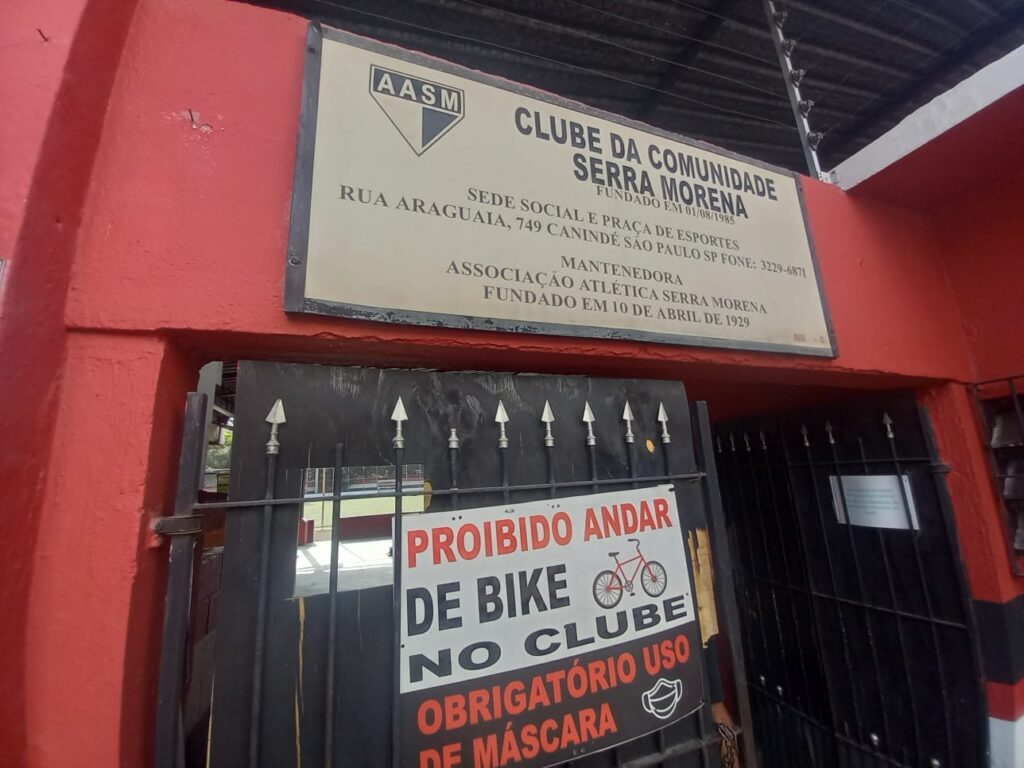 AASM
CLUBE DA COMUNIDADE
SERRA MORENA
FUNDADO EM 01/08/1985
SEDE SOCIAL E PRAÇA DE ESPORTES
RUA ARAGUAIA, 749 CANINDÉ SÃO PAULO SP FONE: 3229-6871
MANTENEDORA
ASSOCIAÇÃO ATLÉTICA SERRA MORENA
FUNDADO EM 10 DE ABRIL DE 1929
PROIBIDO ANDAR
DE BIKE
NO CLUBE
OBRIGATÓRIO USO
DE MÁSCARA